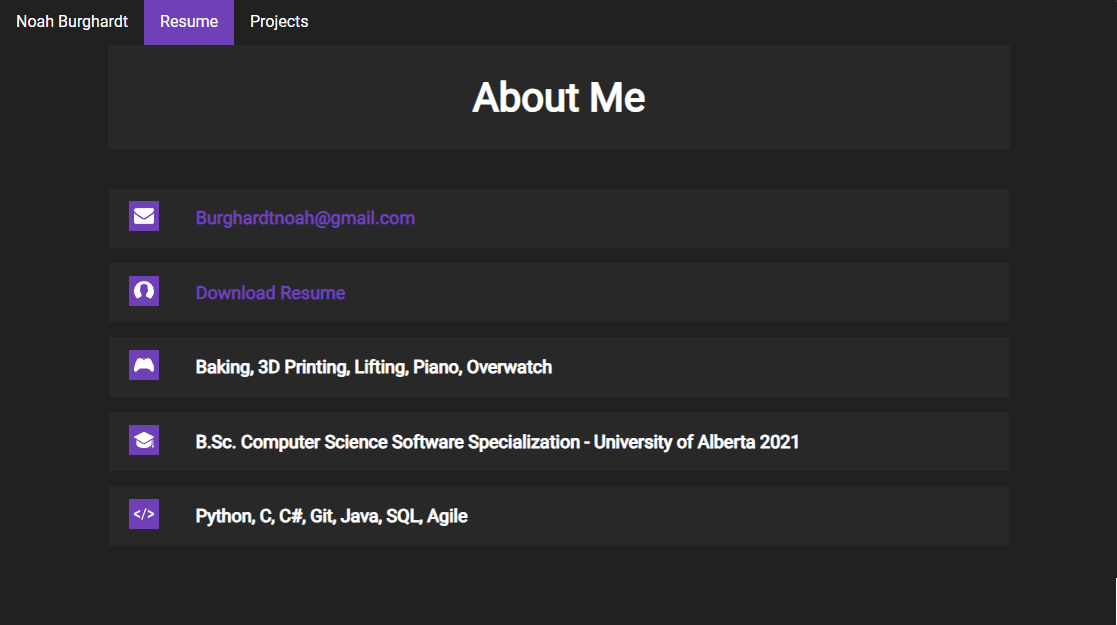 Noah Burghardt Resume Projects
About Me
Burghardtnoah@gmail.com
Download Resume
Baking, 3D Printing, Lifting, Piano, Overwatch
B.Sc. Computer Science Software Specialization - University of Alberta 2021
</> Python, C, C#, Git, Java, SQL, Agile